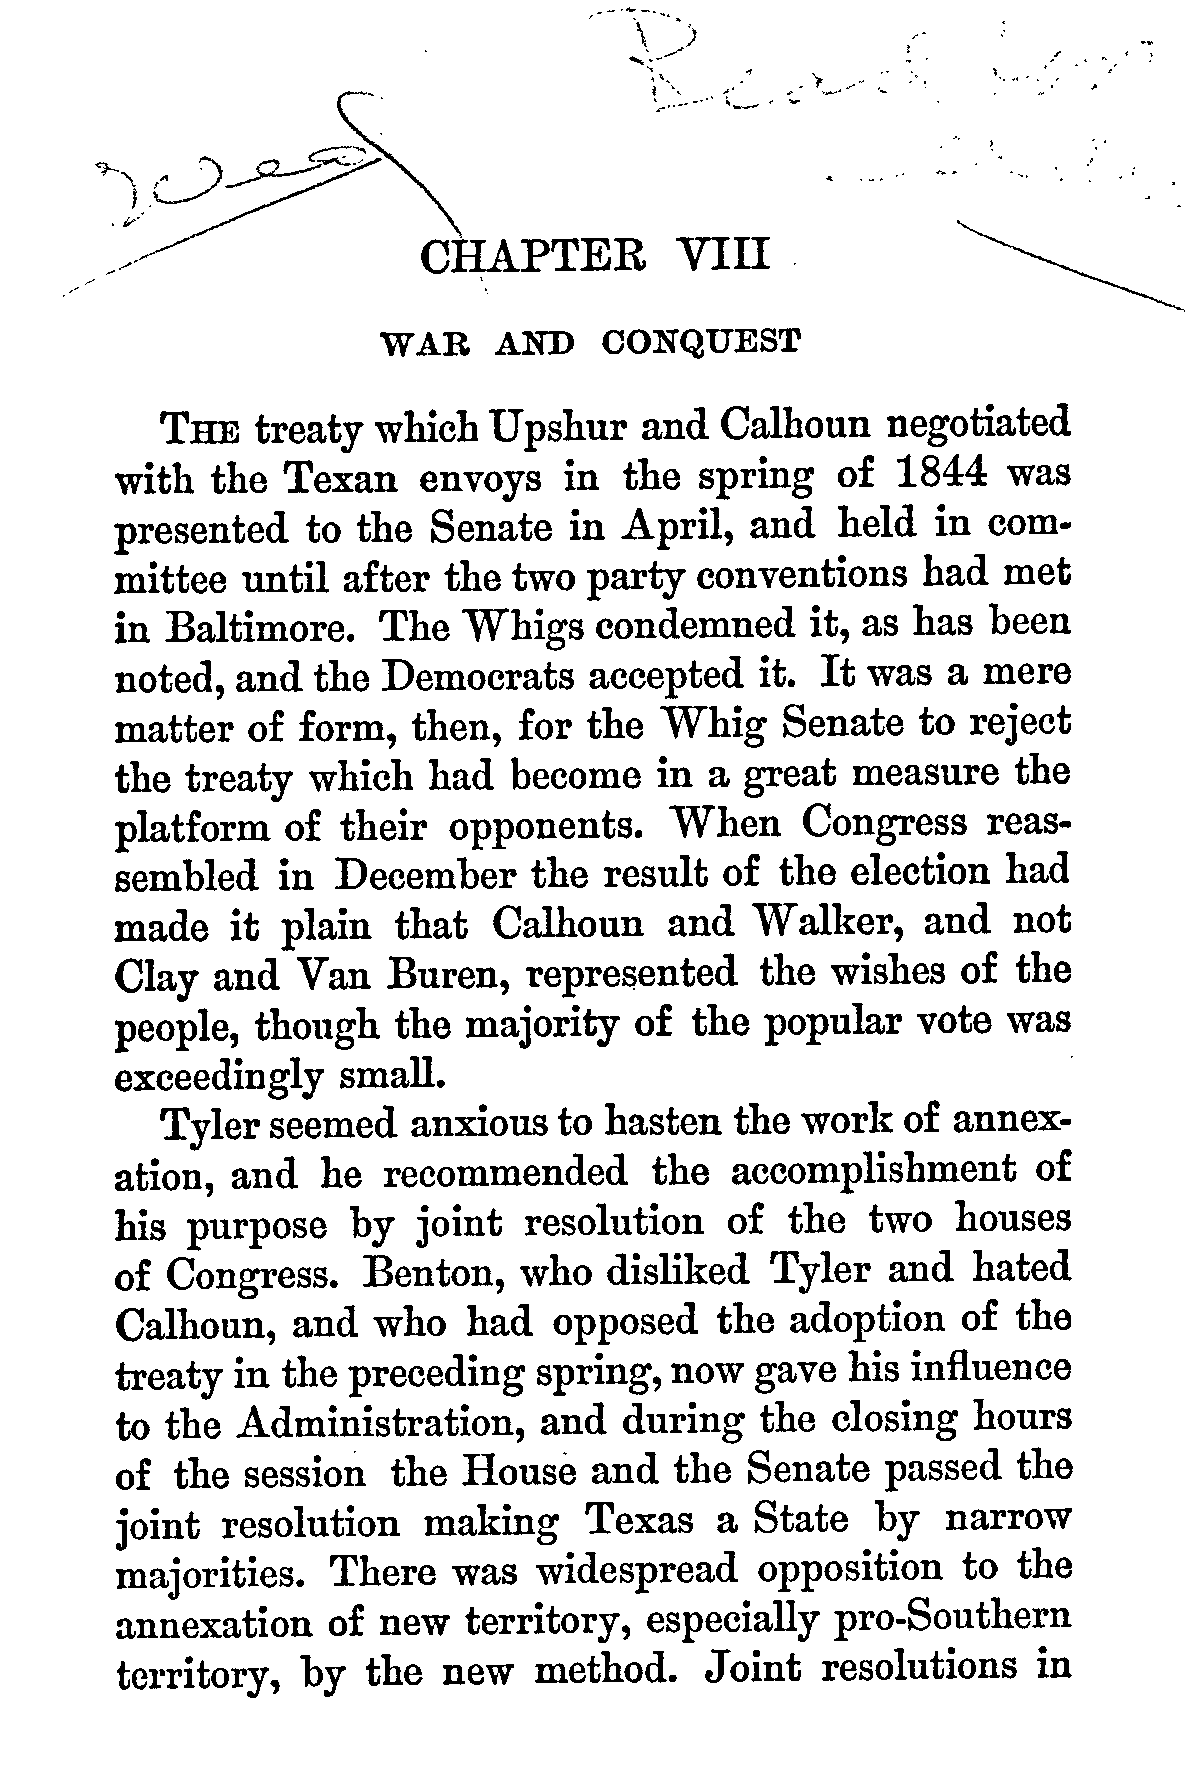 Read
CHAPTER VIII
WAR AND CONQUEST
THE treaty which Upshur and Calhoun negotiated
with the Texan envoys in the spring of 1844 was
presented to the Senate in April, and held in com-
mittee until after the two party conventions had met
in Baltimore. The Whigs condemned it, as has been
noted, and the Democrats accepted it. It was a mere
matter of form, then, for the Whig Senate to reject
the treaty which had become in a great measure the
platform of their opponents. When Congress reas-
sembled in December the result of the election had
made it plain that Calhoun and Walker, and not
Clay and Van Buren, represented the wishes of the
people, though the majority of the popular vote was
exceedingly small.
Tyler seemed anxious to hasten the work of annex-
ation, and he recommended the accomplishment of
his purpose by joint resolution of the two houses
of Congress. Benton, who disliked Tyler and hated
Calhoun, and who had opposed the adoption of the
treaty in the preceding spring, now gave his influence
to the Administration, and during the closing hours
of the session the House and the Senate passed the
joint resolution making Texas a State by narrow
majorities. There was widespread opposition to the
annexation of new territory, especially pro-Southern
territory, by the new method. Joint resolutions in